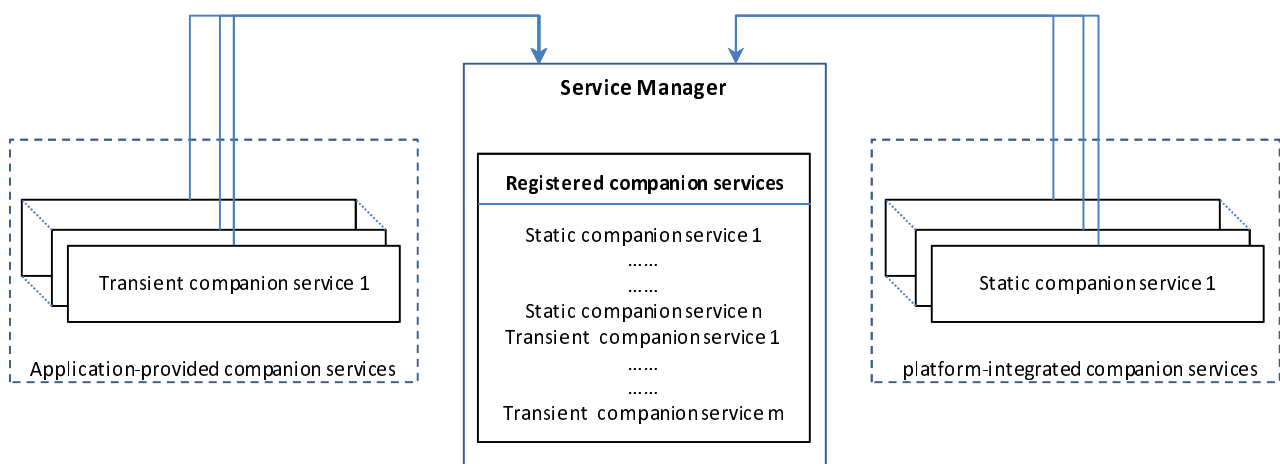 Service Manager
Registered companion services
Static companion service 1
......
......
Static companion service n
Transient companion service 1
......
......
Transient companion service m
Transient companion service 1
Application-provided companion services
Static companion service 1
platform-integrated companion services